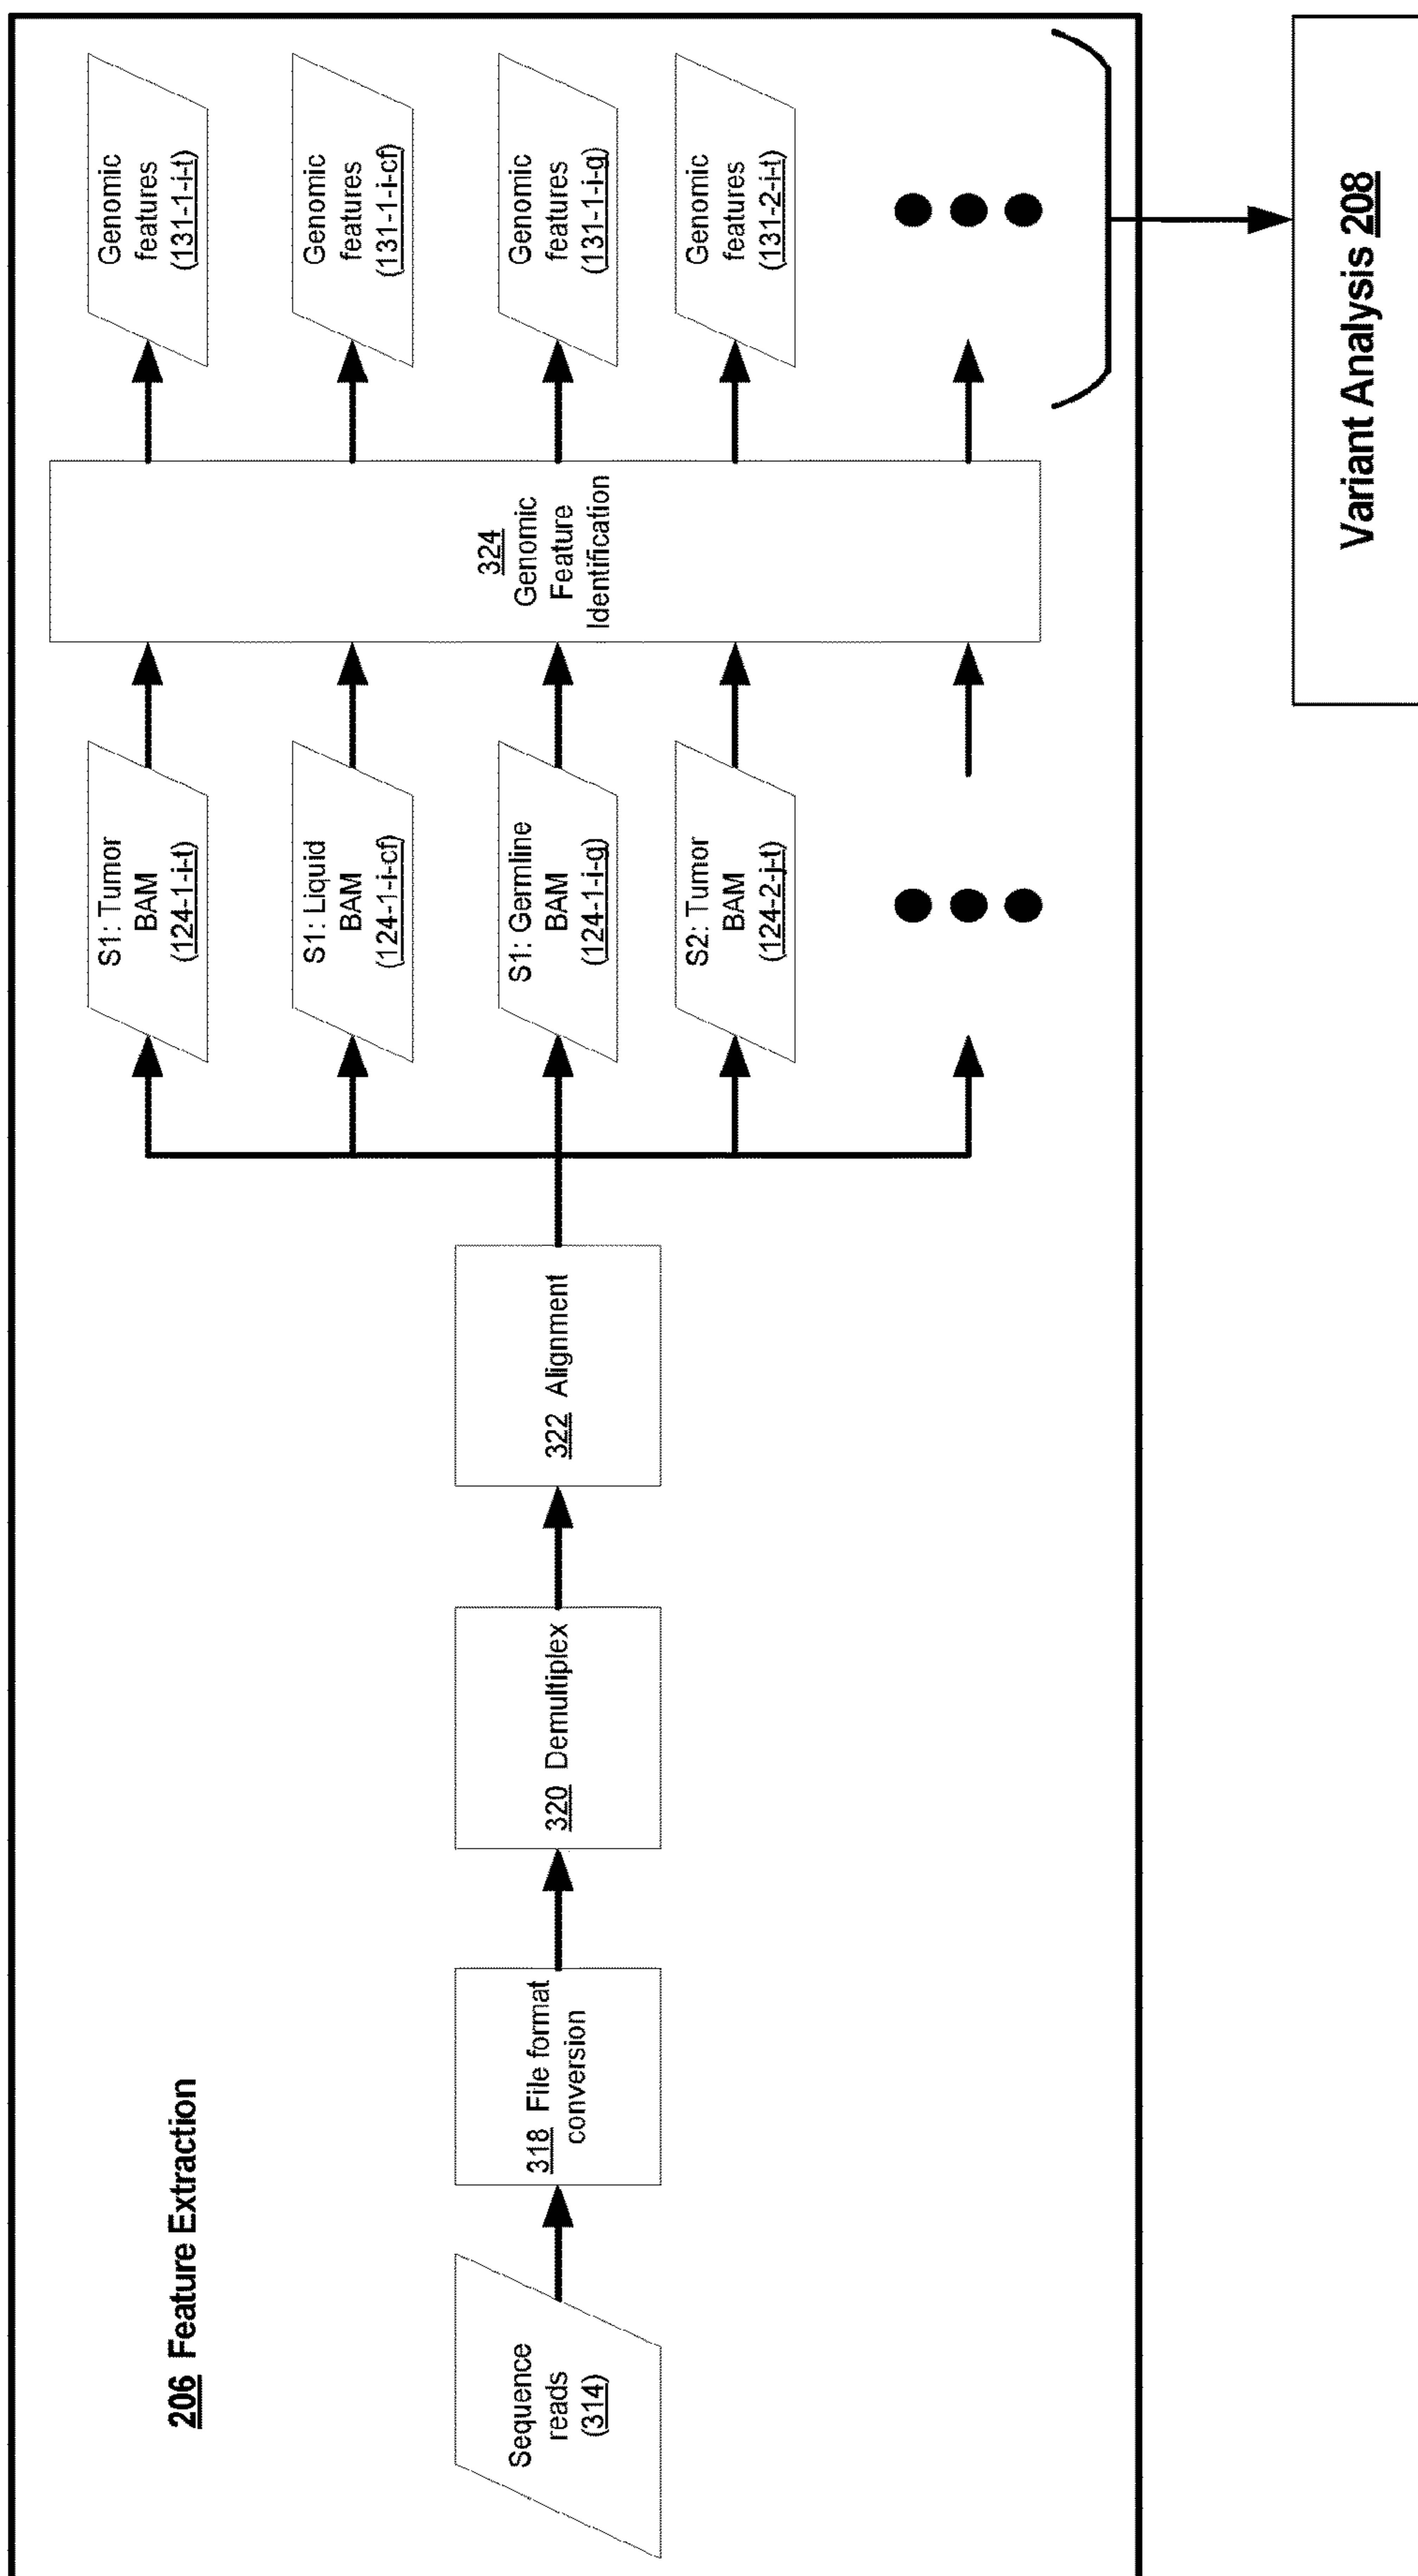 206 Feature Extraction
Sequence
reads
(314)
318 File format
conversion
320 Demultiplex
322 Alignment
S1: Tumor
BAM
(124-1-i-t)
S1: Liquid
BAM
(124-1-i-cf)
S1: Germline
BAM
(124-1-i-g)
S2: Tumor
BAM
(124-2-j-t)
324
Genomic
Feature
Identification
Genomic
features
(131-1-i-t)
Genomic
features
(131-1-i-cf)
Genomic
features
(131-1-i-g)
Genomic
features
(131-2-i-t)
Variant Analysis 208